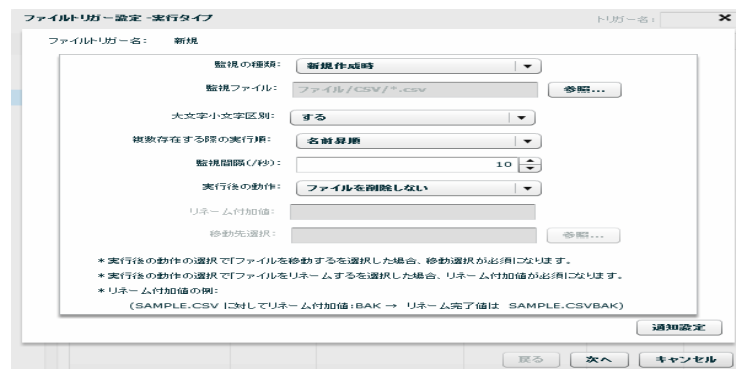 ファイルトリガー設定 -実行タイプ
トリガー名:
ファイルトリガー名: 新規
監視の種類: 新規作成時
監視ファイル: ファイル/CSV/*.csv 参照...
大文字小文字区別: する
複数存在する際の実行順: 名前昇順
監視間隔(/秒): 10
実行後の動作: ファイルを削除しない
リネーム付加値:
移動先選択: 参照...
*実行後の動作の選択で「ファイルを移動するを選択した場合、移動選択が必須になります。
*実行後の動作の選択で「ファイルをリネームするを選択した場合、リネーム付加値が必須になります。
*リネーム付加値の例:
(SAMPLE.CSV に対してリネーム付加値:BAK → リネーム完了値は SAMPLE.CSVBAK)
通知設定
戻る 次へ キャンセル